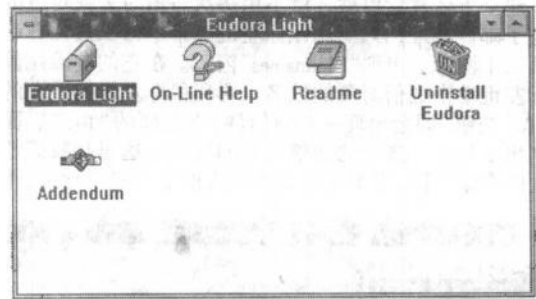 Eudora Light
Eudora Light
On-Line Help
Readme
Uninstall
Eudora
Addendum